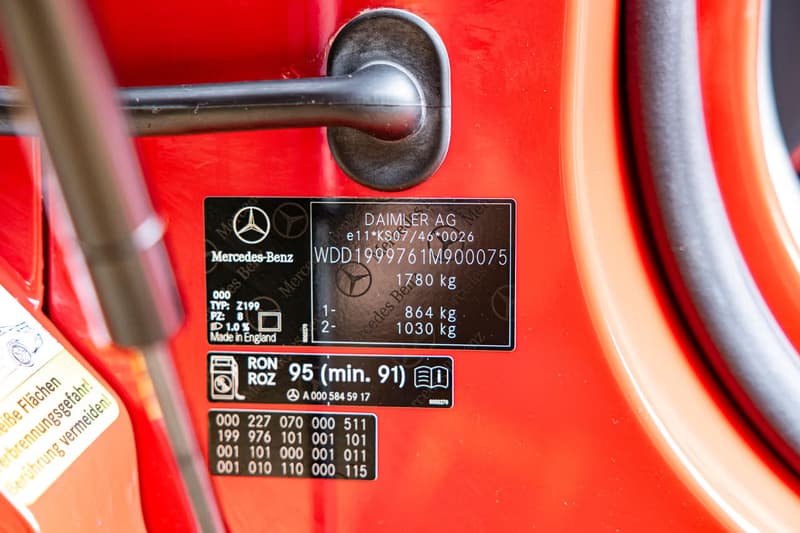 DAIMLER AG
e11*KS07/46*0026
WDD1999761M900075
1780 kg
1- 864 kg
2- 1030 kg
Mercedes-Benz
000
TYP: Z199
PZ: 8
1.0 %
Made in England
RON 95 (min. 91)
ROZ
A 000 584 59 17
000 227 070 000 511
199 976 101 001 101
001 101 000 001 011
001 010 110 000 115
Flächen
vermeiden!